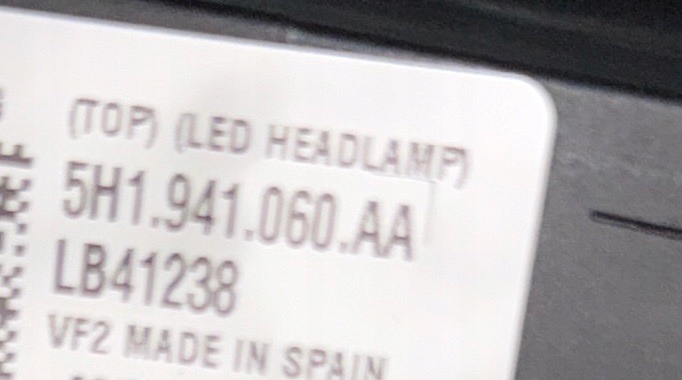 (TOP) (LED HEADLAMP)
5H1.941.060.AA
LB41238
VF2 MADE IN SPAIN